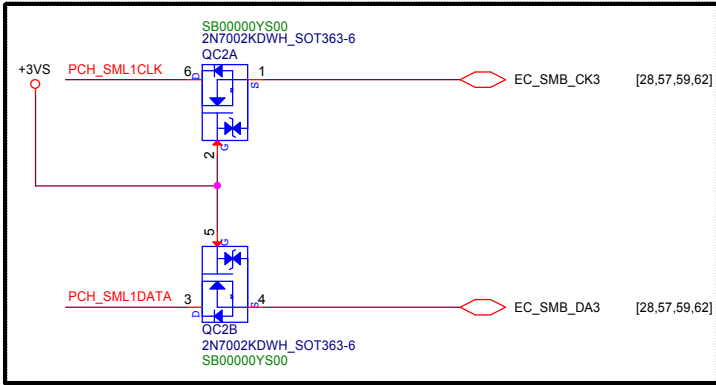 SB00000YS00
2N7002KDWH_SOT363-6
QC2A
+3VS
PCH_SML1CLK
6
D
1
S
EC_SMB_CK3
[28,57,59,62]
2
G
5
G
PCH_SML1DATA
3
D
4
S
EC_SMB_DA3
[28,57,59,62]
QC2B
2N7002KDWH_SOT363-6
SB00000YS00